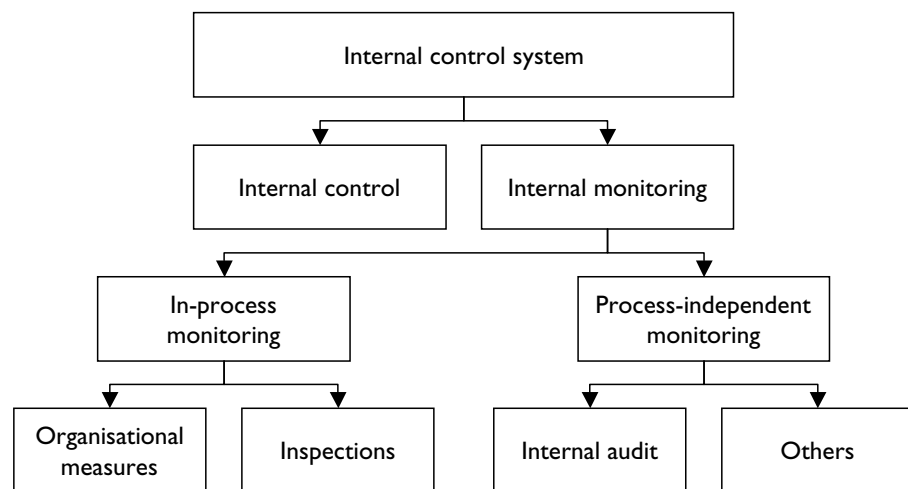 Internal control system
Internal control
Internal monitoring
In-process
monitoring
Process-independent
monitoring
Organisational
measures
Inspections
Internal audit
Others